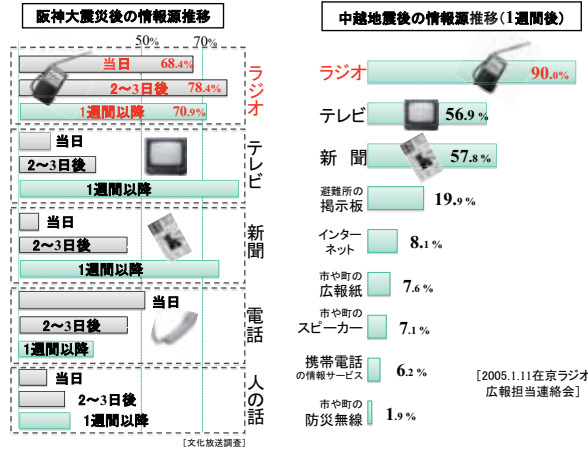 阪神大震災後の情報源推移
50%
70%
当日 68.4%
2〜3日後 78.4%
1週間以降 70.9%
ラジオ
当日
2〜3日後
1週間以降
テレビ
当日
2〜3日後
1週間以降
新聞
当日
2〜3日後
1週間以降
電話
当日
2〜3日後
1週間以降
人の話
[文化放送調査]
中越地震後の情報源推移(1週間後)
ラジオ 90.0%
テレビ 56.9%
新聞 57.8%
避難所の
掲示板 19.9%
インター
ネット 8.1%
市や町の
広報紙 7.6%
市や町の
スピーカー 7.1%
携帯電話
の情報サービス 6.2%
市や町の
防災無線 1.9%
[2005.1.11在京ラジオ
広報担当連絡会]